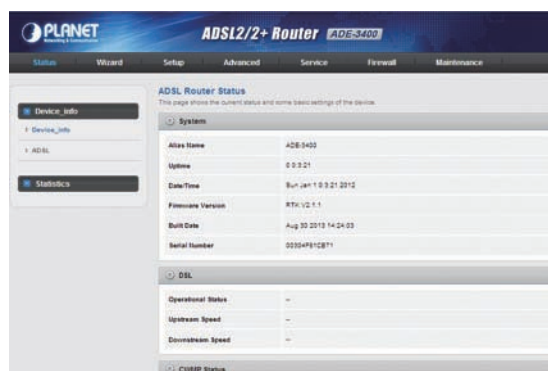 PLANET
Networking & Communication
ADSL2/2+ Router ADE-3400
Status Wizard Setup Advanced Service Firewall Maintenance
Device_info
Device_info
ADSL
Statistics
ADSL Router Status
This page shows the current status and some basic settings of the device.
System
Alias Name ADE-3400
Uptime 0 0:3:21
Date/Time Sun Jan 1 0:3:21 2012
Firmware Version RTK V2.1.1
Built Date Aug 30 2013 14:24:03
Serial Number
DSL
Operational Status --
Upstream Speed --
Downstream Speed --
CWMP Status